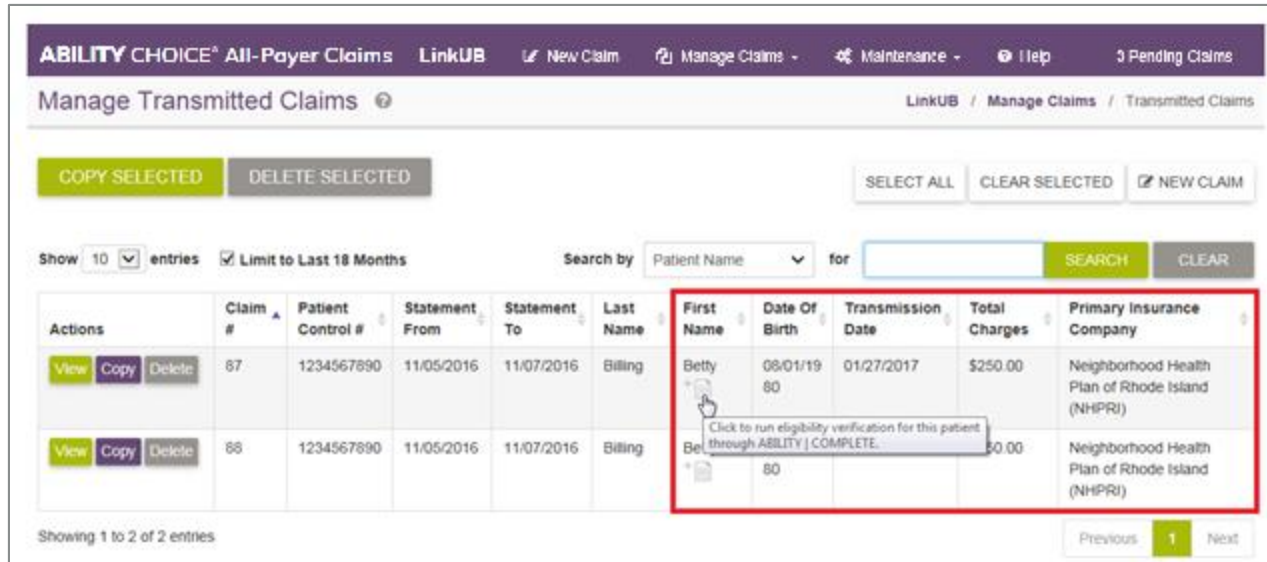 ABILITY CHOICE® All-Payer Claims LinkUB New Claim Manage Claims Maintenance Help Pending Claims
Manage Transmitted Claims LinkUB / Manage Claims / Transmitted Claims
COPY SELECTED DELETE SELECTED SELECT ALL CLEAR SELECTED NEW CLAIM
Show 10 entries Limit to Last 18 Months Search by Patient Name for SEARCH CLEAR
Actions Claim # Patient Control # Statement From Statement To Last Name First Name Date Of Birth Transmission Date Total Charges Primary Insurance Company
View Copy Delete 87 1234567890 11/05/2016 11/07/2016 Billing Betty 01/27/2017 $250.00 Neighborhood Health
80 Plan of Rhode Island
(NHPRI)
Click to run eligibility verification for this patient
through ABILITY | COMPLETE.
View Copy Delete 88 1234567890 11/05/2016 11/07/2016 Billing Be 50.00 Neighborhood Health
80 Plan of Rhode Island
(NHPRI)
Showing 1 to 2 of 2 entries Previous 1 Next